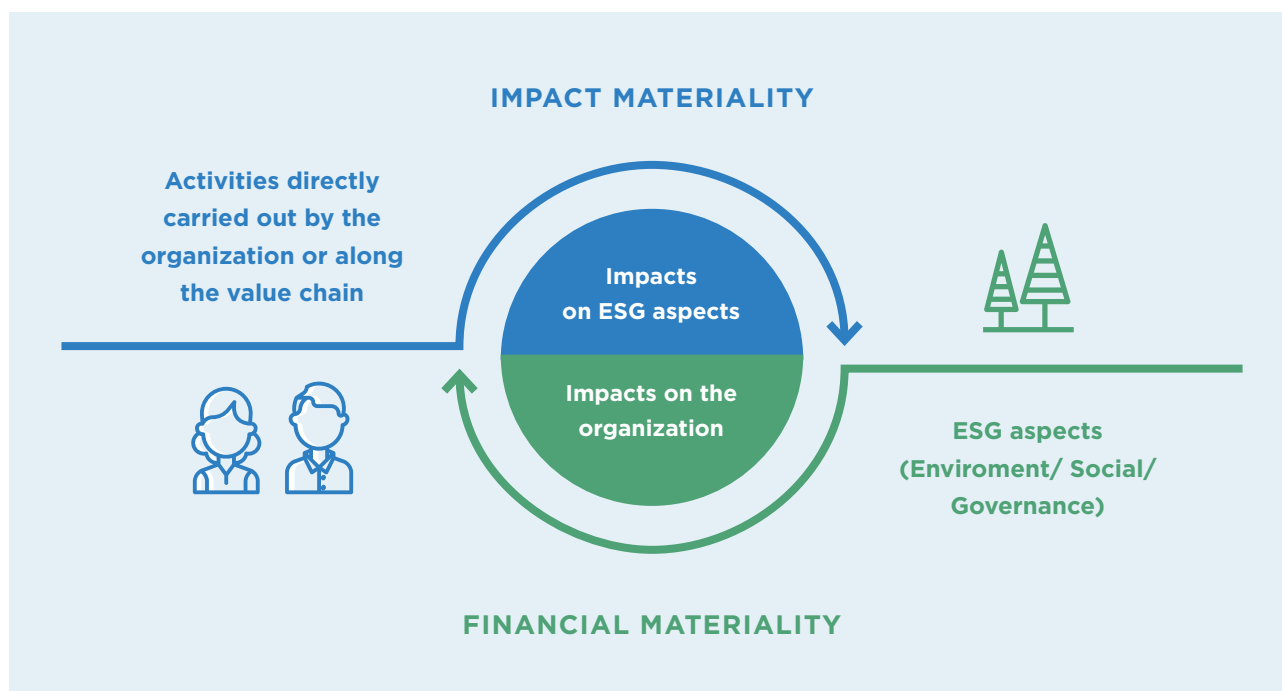 IMPACT MATERIALITY
Activities directly
carried out by the
organization or along
the value chain
Impacts
on ESG aspects
Impacts on the
organization
ESG aspects
(Enviroment/ Social/
Governance)
FINANCIAL MATERIALITY